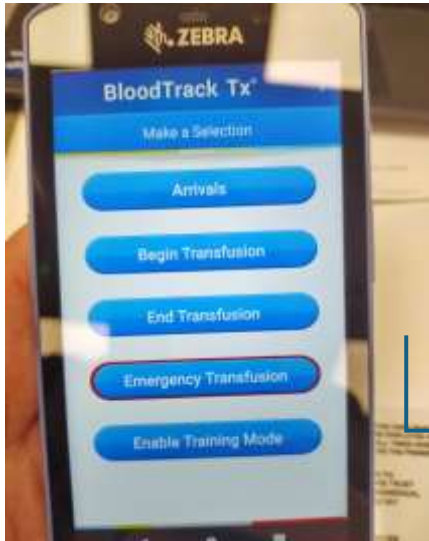 ZEBRA
BloodTrack Tx®
Make a Selection
Arrivals
Begin Transfusion
End Transfusion
Emergency Transfusion
Enable Training Mode